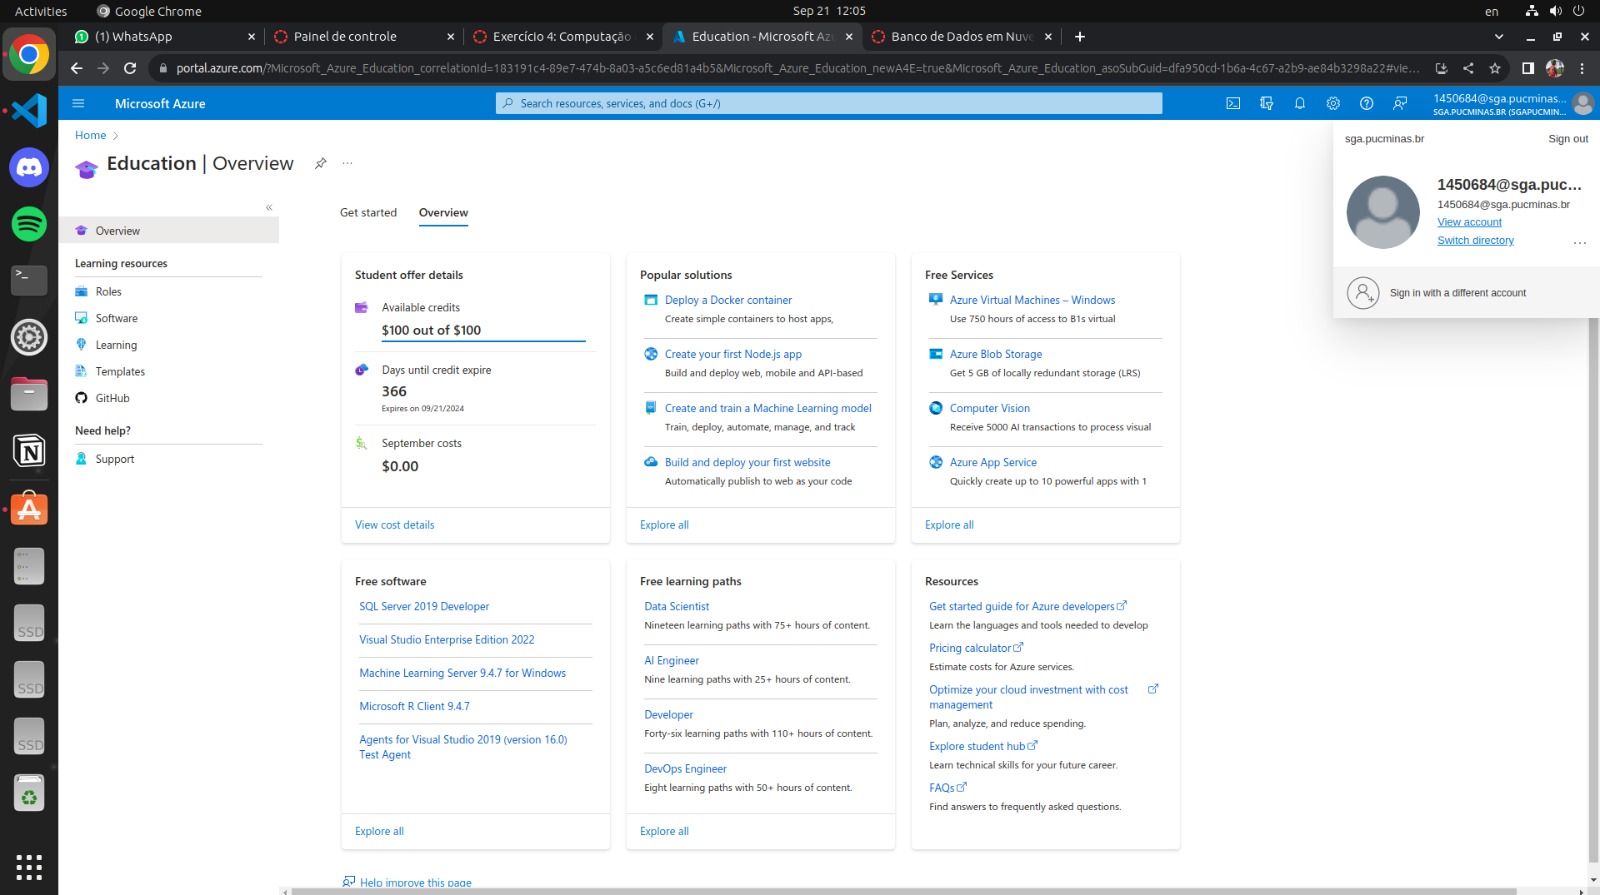 Activities
Google Chrome
Sep 21 12:05
en
(1) WhatsApp
Painel de controle
Exercício 4: Computação
Education - Microsoft Az
Banco de Dados em Nuv
portal.azure.com/?Microsoft_Azure_Education_correlationId=183191c4-89e7-474b-8a03-a5c6ed81a4b5&Microsoft_Azure_Education_newA4E=true&Microsoft_Azure_Education_asoSubGuid=dfa950cd-1b6a-4c67-a2b9-ae84b3298a22#vie...
Microsoft Azure
Search resources, services, and docs (G+/)
1450684@sga.pucminas...
SGA.PUCMINAS.BR (SGAPUCMIN...
Home
Education | Overview
...
sga.pucminas.br
Sign out
1450684@sga.puc...
1450684@sga.pucminas.br
View account
Switch directory
...
Sign in with a different account
«
Overview
Learning resources
Roles
Software
Learning
Templates
GitHub
Need help?
Support
Get started
Overview
Student offer details
Available credits
$100 out of $100
Days until credit expire
366
Expires on 09/21/2024
September costs
$0.00
View cost details
Popular solutions
Deploy a Docker container
Create simple containers to host apps,
Create your first Node.js app
Build and deploy web, mobile and API-based
Create and train a Machine Learning model
Train, deploy, automate, manage, and track
Build and deploy your first website
Automatically publish to web as your code
Explore all
Free Services
Azure Virtual Machines – Windows
Use 750 hours of access to B1s virtual
Azure Blob Storage
Get 5 GB of locally redundant storage (LRS)
Computer Vision
Receive 5000 AI transactions to process visual
Azure App Service
Quickly create up to 10 powerful apps with 1
Explore all
Free software
SQL Server 2019 Developer
Visual Studio Enterprise Edition 2022
Machine Learning Server 9.4.7 for Windows
Microsoft R Client 9.4.7
Agents for Visual Studio 2019 (version 16.0)
Test Agent
Explore all
Free learning paths
Data Scientist
Nineteen learning paths with 75+ hours of content.
AI Engineer
Nine learning paths with 25+ hours of content.
Developer
Forty-six learning paths with 110+ hours of content.
DevOps Engineer
Eight learning paths with 50+ hours of content.
Explore all
Resources
Get started guide for Azure developers
Learn the languages and tools needed to develop
Pricing calculator
Estimate costs for Azure services.
Optimize your cloud investment with cost
management
Plan, analyze, and reduce spending.
Explore student hub
Learn technical skills for your future career.
FAQs
Find answers to frequently asked questions.
Help improve this page
SSD
SSD
SSD